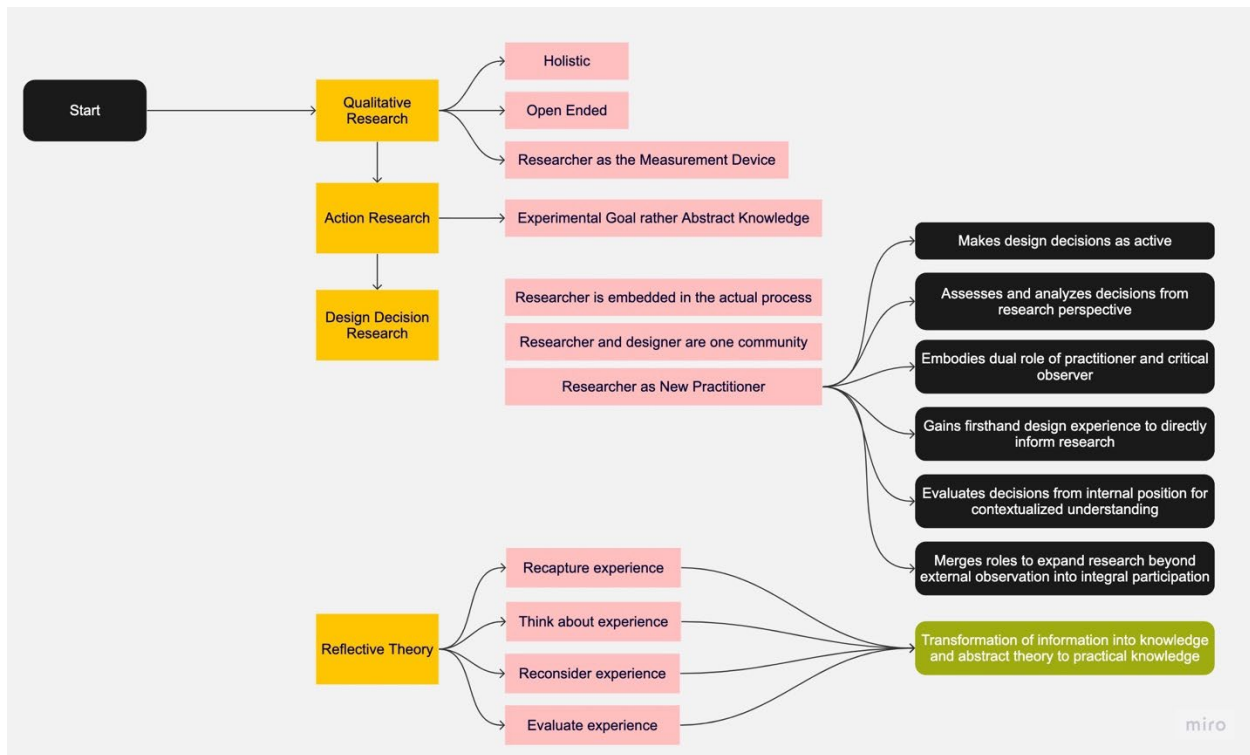 Start
Qualitative
Research
Holistic
Open Ended
Researcher as the Measurement Device
Action Research
Experimental Goal rather Abstract Knowledge
Design Decision
Research
Researcher is embedded in the actual process
Researcher and designer are one community
Researcher as New Practitioner
Makes design decisions as active
Assesses and analyzes decisions from
research perspective
Embodies dual role of practitioner and critical
observer
Gains firsthand design experience to directly
inform research
Evaluates decisions from internal position for
contextualized understanding
Merges roles to expand research beyond
external observation into integral participation
Reflective Theory
Recapture experience
Think about experience
Reconsider experience
Evaluate experience
Transformation of information into knowledge
and abstract theory to practical knowledge
miro